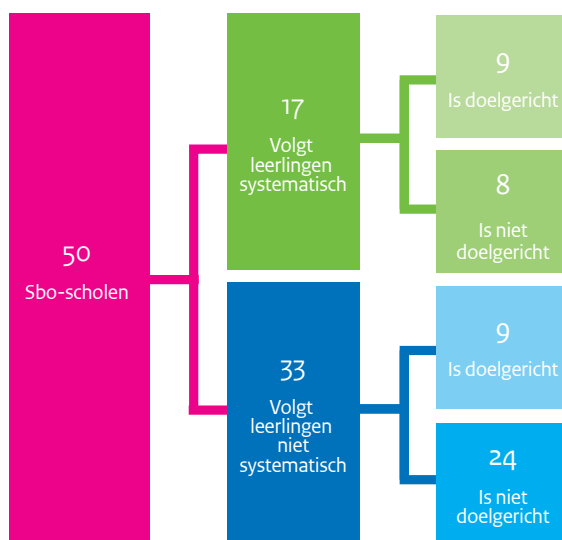 50
Sbo-scholen
17
Volgt
leerlingen
systematisch
9
Is doelgericht
8
Is niet
doelgericht
33
Volgt
leerlingen
niet
systematisch
9
Is doelgericht
24
Is niet
doelgericht